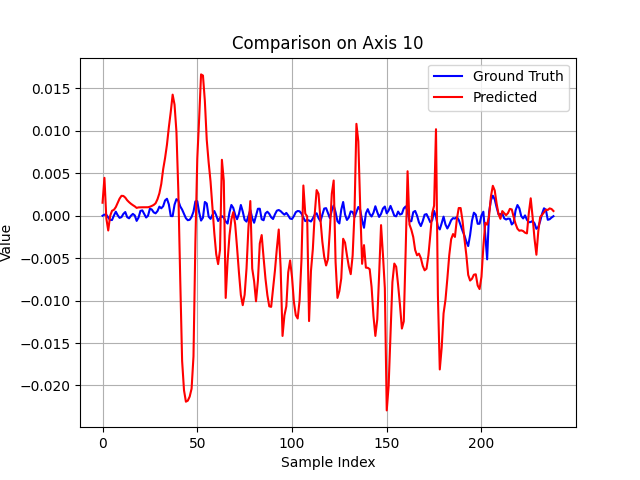 Comparison on Axis 10
Ground Truth
Predicted
0.015
0.010
0.005
0.000
−0.005
−0.010
−0.015
−0.020
Value
0 50 100 150 200
Sample Index